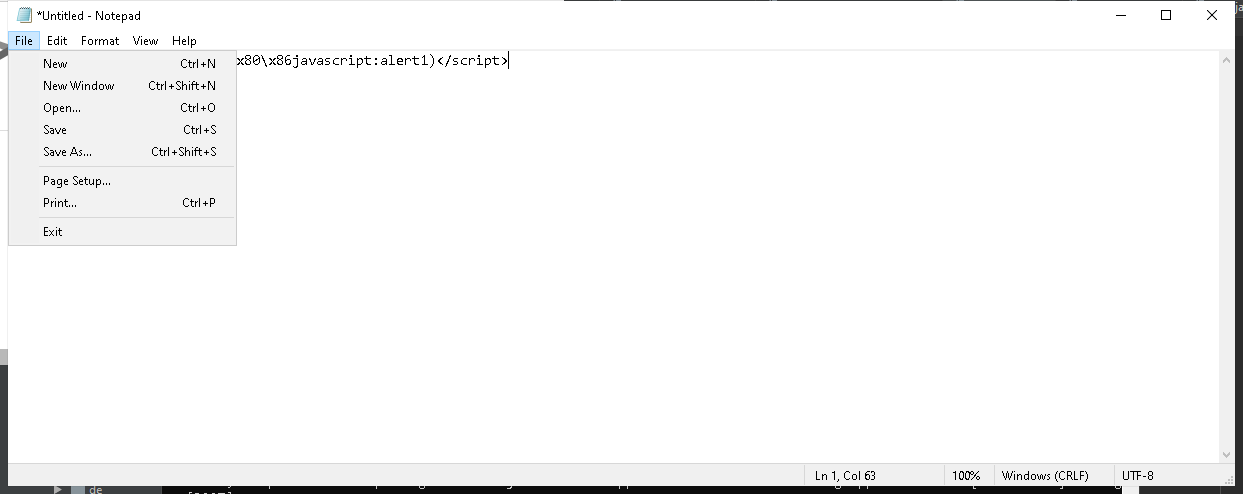 *Untitled - Notepad
File Edit Format View Help
x80\x86javascript:alert1)</script>
New Ctrl+N
New Window Ctrl+Shift+N
Open... Ctrl+O
Save Ctrl+S
Save As... Ctrl+Shift+S
Page Setup...
Print... Ctrl+P
Exit
Ln 1, Col 63 100% Windows (CRLF) UTF-8
de